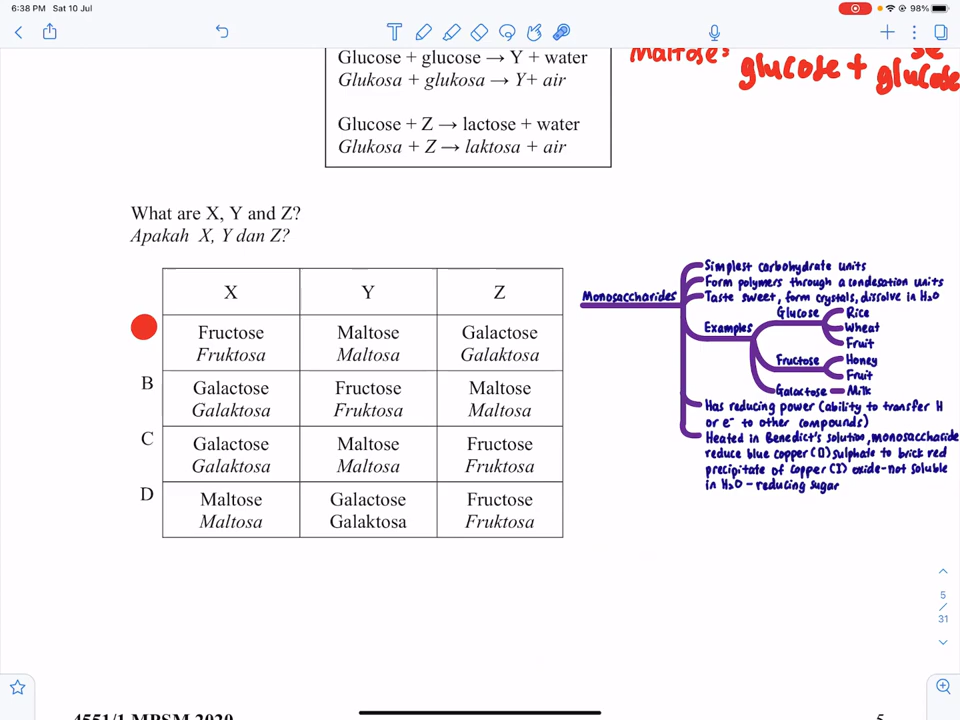 6:38 PM Sat 10 Jul
98%
Glucose + glucose → Y + water
Glukosa + glukosa → Y+ air
Glucose + Z → lactose + water
Glukosa + Z → laktosa + air
Maltose:
glucose +
glucose
What are X, Y and Z?
Apakah X, Y dan Z?
X Y Z
Fructose Maltose Galactose
Fruktosa Maltosa Galaktosa
B Galactose Fructose Maltose
Galaktosa Fruktosa Maltosa
C Galactose Maltose Fructose
Galaktosa Maltosa Fruktosa
D Maltose Galactose Fructose
Maltosa Galaktosa Fruktosa
Monosaccharides
Simplest carbohydrate units
Form polymers through a condesation units
Taste sweet, form crystals, dissolve in H₂O
Examples
Glucose
Rice
Wheat
Fruit
Fructose
Honey
Fruit
Galactose
Milk
Has reducing power (ability to transfer H
or e⁻ to other compounds)
Heated in Benedict's solution, monosaccharide
reduce blue copper (II) sulphate to brick red
precipitate of copper (I) oxide-not soluble
in H₂O - reducing sugar
5
/
31
4551/1 MPSM 2020
5